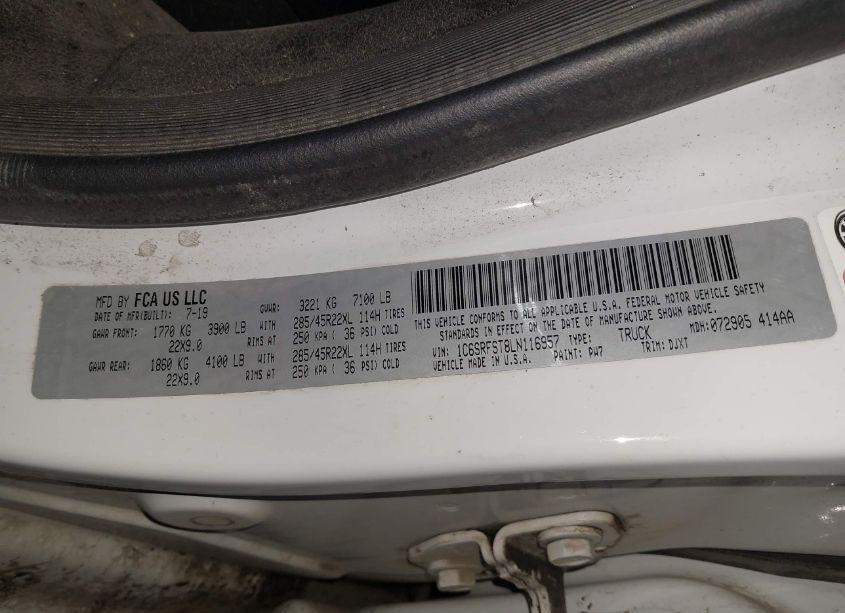 MFD BY FCA US LLC
DATE OF MFR(BUILT): 7-19 GVWR: 3221 KG 7100 LB
GAWR FRONT: 1770 KG 3900 LB WITH 285/45R22XL 114H TIRES
22X9.0 RIMS AT 250 KPA ( 36 PSI) COLD
GAWR REAR: 1860 KG 4100 LB WITH 285/45R22XL 114H TIRES
22X9.0 RIMS AT 250 KPA ( 36 PSI) COLD
THIS VEHICLE CONFORMS TO ALL APPLICABLE U.S.A. FEDERAL MOTOR VEHICLE SAFETY
STANDARDS IN EFFECT ON THE DATE OF MANUFACTURE SHOWN ABOVE.
VIN: 1C6SRFST8LN116957 TYPE: TRUCK MDH: 072905 414AA
VEHICLE MADE IN U.S.A. PAINT: PW7 TRIM: DJXT